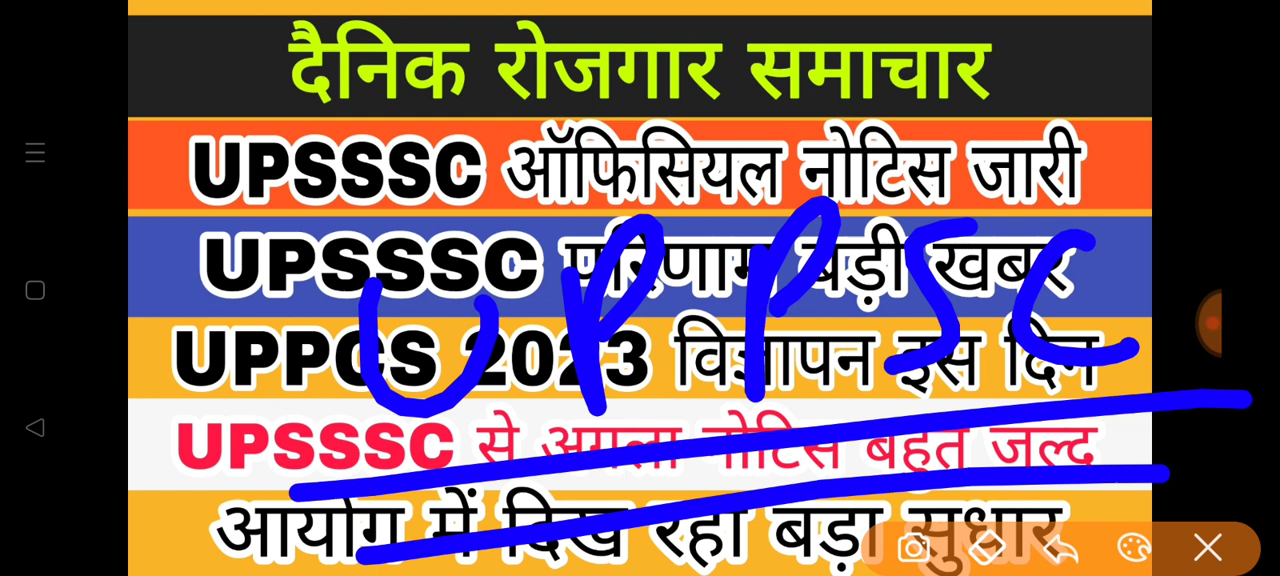 दैनिक रोजगार समाचार
UPSSSC ऑफिसियल नोटिस जारी
UPSSSC परिणाम बड़ी खबर
UPPSC
UPPCS 2023 विज्ञापन इस दिन
UPSSSC से अगला नोटिस बहुत जल्द
आयोग में दिख रहा बड़ा सुधार